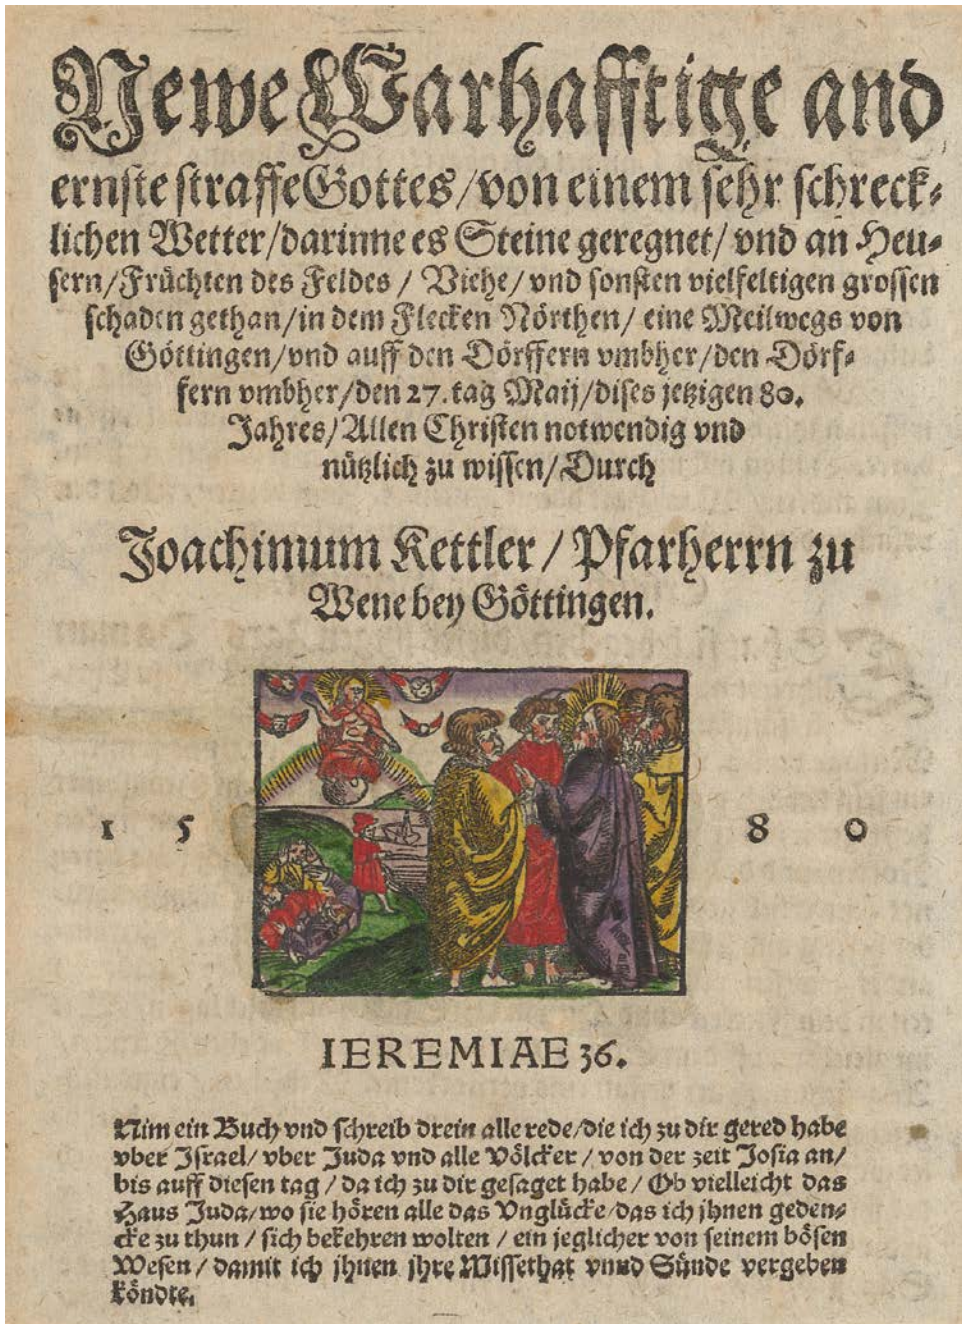 Newe Warhafftige and
ernste straffe Gottes/von einem sehr schreck⸗
lichen Wetter/darinne es Steine geregnet/ vnd an Heu⸗
sern/Früchten des Feldes / Viehe/ vnd sonsten vielfeltigen grossen
schaden gethan/in dem Flecken Nörthen/ eine Meilwegs von
Göttingen/vnd auff den Dörffern vmbher/den Dörf⸗
fern vmbher/den 27. tag Maij/dises jetzigen 80.
Jahres/Allen Christen notwendig vnd
nützlich zu wissen/Durch
Joachimum Kettler / Pfarherrn zu
Wene bey Göttingen.
1 5 8 0
IEREMIAE 36.
Nim ein Buch vnd schreib drein alle rede/die ich zu dir gered habe
vber Israel/ vber Juda vnd alle Völcker / von der zeit Josia an/
bis auff diesen tag / da ich zu dir gesaget habe / Ob vielleicht das
Haus Juda/wo sie hören alle das Vnglücke/das ich jhnen geden⸗
cke zu thun / sich bekehren wolten / ein jeglicher von seinem bösen
Wesen / damit ich jhnen jhre Missethat vnnd Sünde vergeben
köndte.